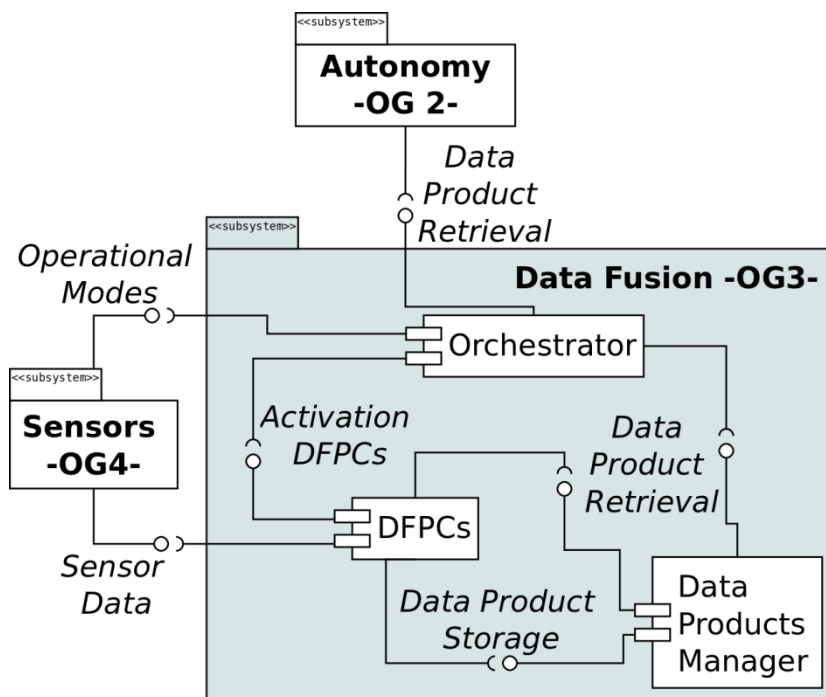 <<subsystem>>
Autonomy
-OG 2-
Data
Product
Retrieval
<<subsystem>>
Operational
Modes
Data Fusion -OG3-
Orchestrator
<<subsystem>>
Sensors
-OG4-
Activation
DFPCs
Data
Product
Retrieval
DFPCs
Sensor
Data
Data Product
Storage
Data
Products
Manager